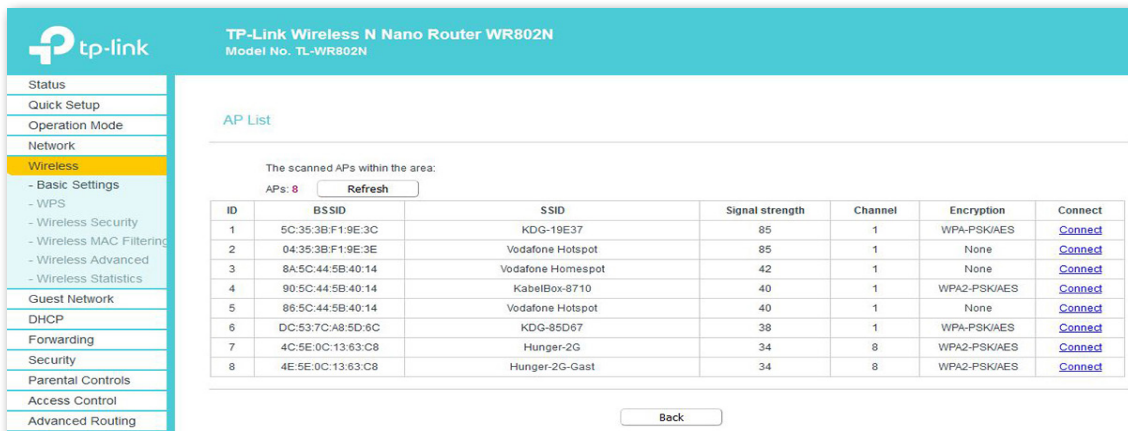 tp-link
TP-Link Wireless N Nano Router WR802N
Model No. TL-WR802N
Status
Quick Setup
Operation Mode
Network
Wireless
- Basic Settings
- WPS
- Wireless Security
- Wireless MAC Filtering
- Wireless Advanced
- Wireless Statistics
Guest Network
DHCP
Forwarding
Security
Parental Controls
Access Control
Advanced Routing
AP List
The scanned APs within the area:
APs: 8 Refresh
ID BSSID SSID Signal strength Channel Encryption Connect
1 5C:35:3B:F1:9E:3C KDG-19E37 85 1 WPA-PSK/AES Connect
2 04:35:3B:F1:9E:3E Vodafone Hotspot 85 1 None Connect
3 8A:5C:44:5B:40:14 Vodafone Homespot 42 1 None Connect
4 90:5C:44:5B:40:14 KabelBox-8710 40 1 WPA2-PSK/AES Connect
5 86:5C:44:5B:40:14 Vodafone Hotspot 40 1 None Connect
6 DC:53:7C:A8:5D:6C KDG-85D67 38 1 WPA-PSK/AES Connect
7 4C:5E:0C:13:63:C8 Hunger-2G 34 8 WPA2-PSK/AES Connect
8 4E:5E:0C:13:63:C8 Hunger-2G-Gast 34 8 WPA2-PSK/AES Connect
Back